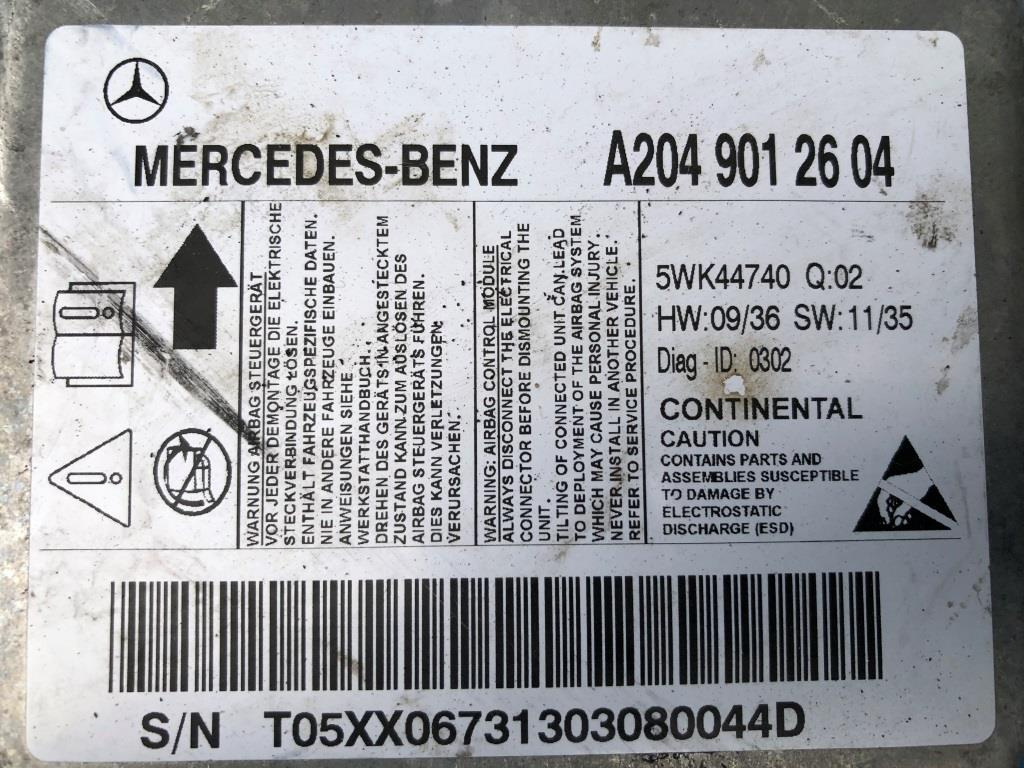 MERCEDES-BENZ A204 901 26 04
WARNUNG AIRBAG STEUERGERÄT
VOR JEDER DEMONTAGE DIE ELEKTRISCHE
STECKVERBINDUNG LÖSEN.
ENTHÄLT FAHRZEUGSPEZIFISCHE DATEN.
NIE IN ANDERE FAHRZEUGE EINBAUEN.
ANWEISUNGEN SIEHE
WERKSTATTHANDBUCH.
DREHEN DES GERÄTS IN ANGESTECKTEM
ZUSTAND KANN ZUM AUSLÖSEN DES
AIRBAG STEUERGERÄTS FÜHREN.
DIES KANN VERLETZUNGEN
VERURSACHEN.
WARNING: AIRBAG CONTROL MODULE
ALWAYS DISCONNECT THE ELECTRICAL
CONNECTOR BEFORE DISMOUNTING THE
UNIT.
TILTING OF CONNECTED UNIT CAN LEAD
TO DEPLOYMENT OF THE AIRBAG SYSTEM
WHICH MAY CAUSE PERSONAL INJURY.
NEVER INSTALL IN ANOTHER VEHICLE.
REFER TO SERVICE PROCEDURE.
5WK44740 Q:02
HW:09/36 SW:11/35
Diag - ID: 0302
CONTINENTAL
CAUTION
CONTAINS PARTS AND
ASSEMBLIES SUSCEPTIBLE
TO DAMAGE BY
ELECTROSTATIC
DISCHARGE (ESD)
S/N T05XX06731303080044D